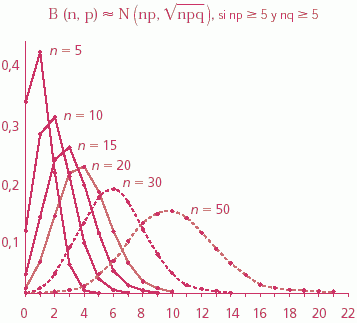 B (n, p) ≈ N (np, √npq), si np ≥ 5 y nq ≥ 5
0,4
n = 5
0,3
n = 10
n = 15
n = 20
0,2
n = 30
n = 50
0,1
0 2 4 6 8 10 12 14 16 18 20 22